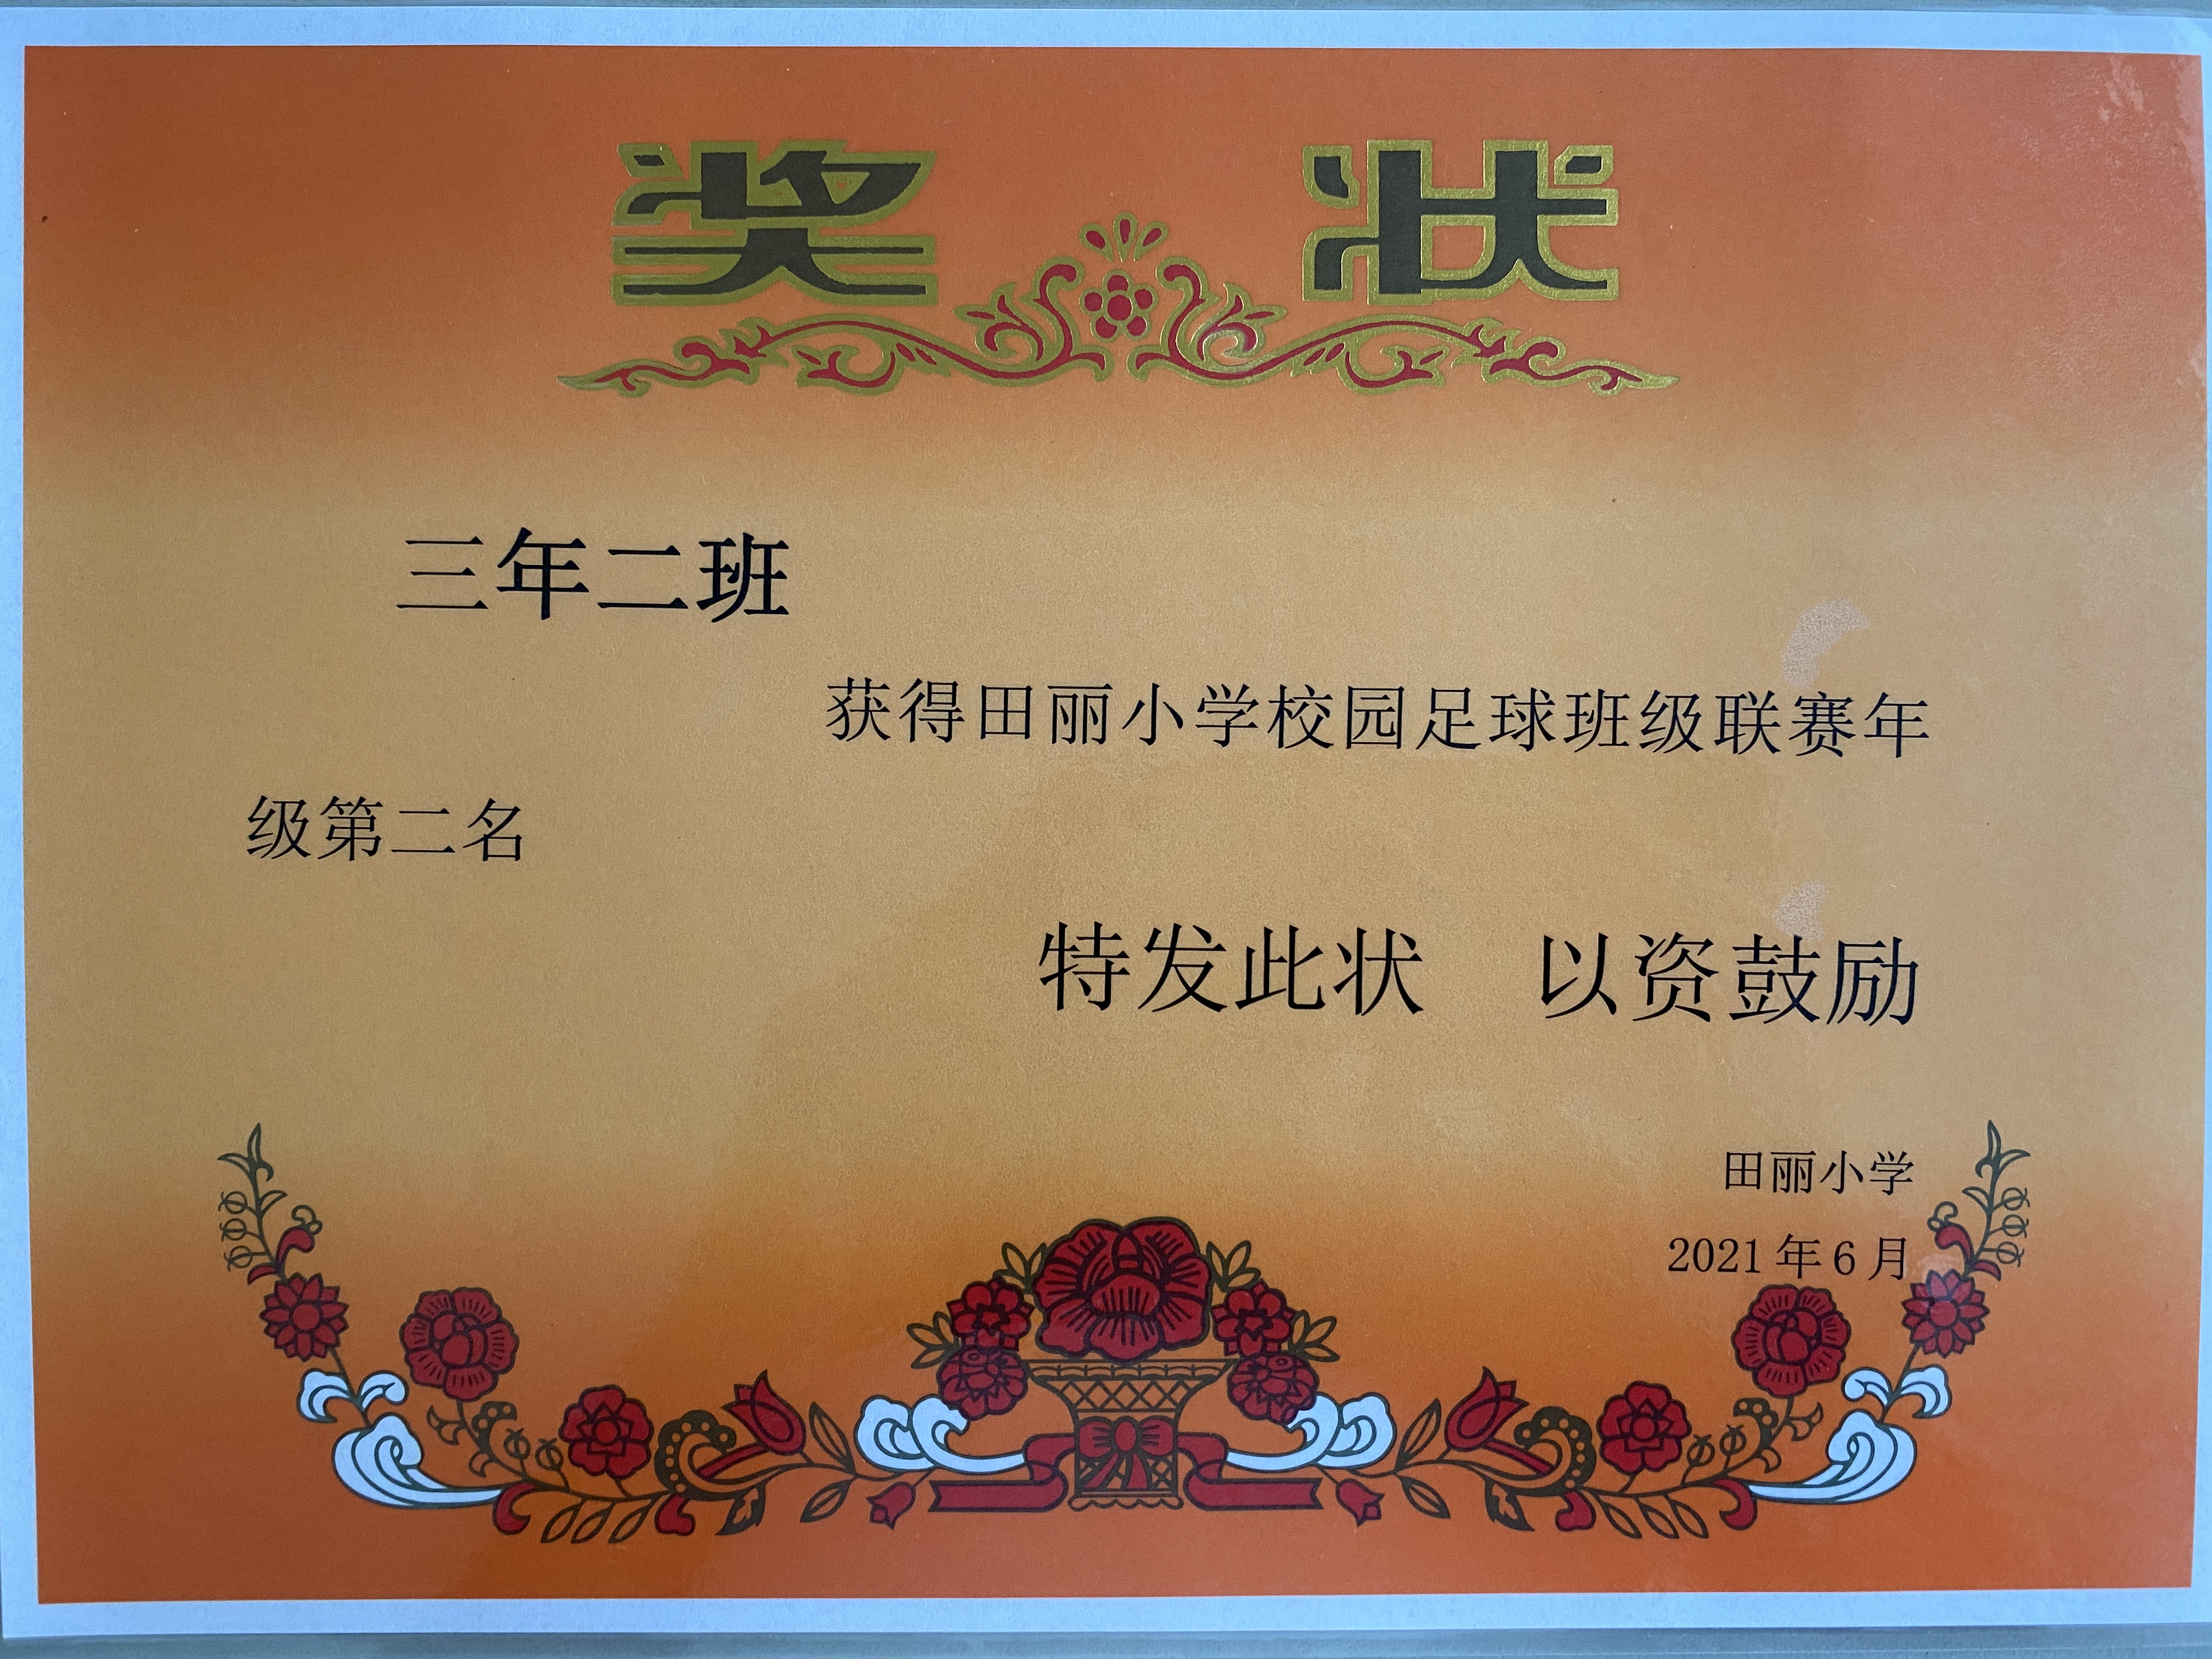 奖状
三年二班
获得田丽小学校园足球班级联赛年
级第二名
特发此状 以资鼓励
田丽小学
2021年6月